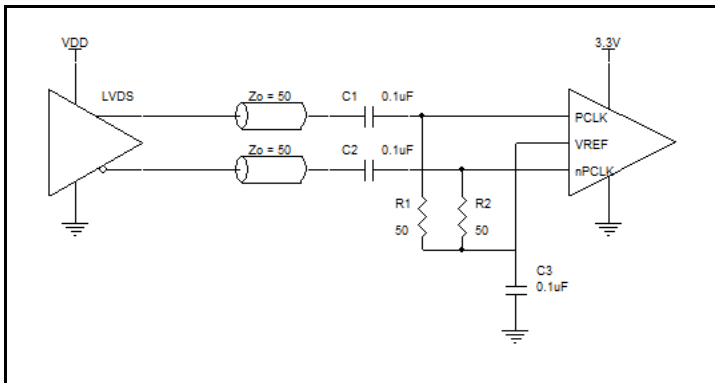 VDD
3.3V
LVDS
Zo = 50
C1
0.1uF
PCLK
VREF
Zo = 50
C2
0.1uF
nPCLK
R1
R2
50
50
C3
0.1uF